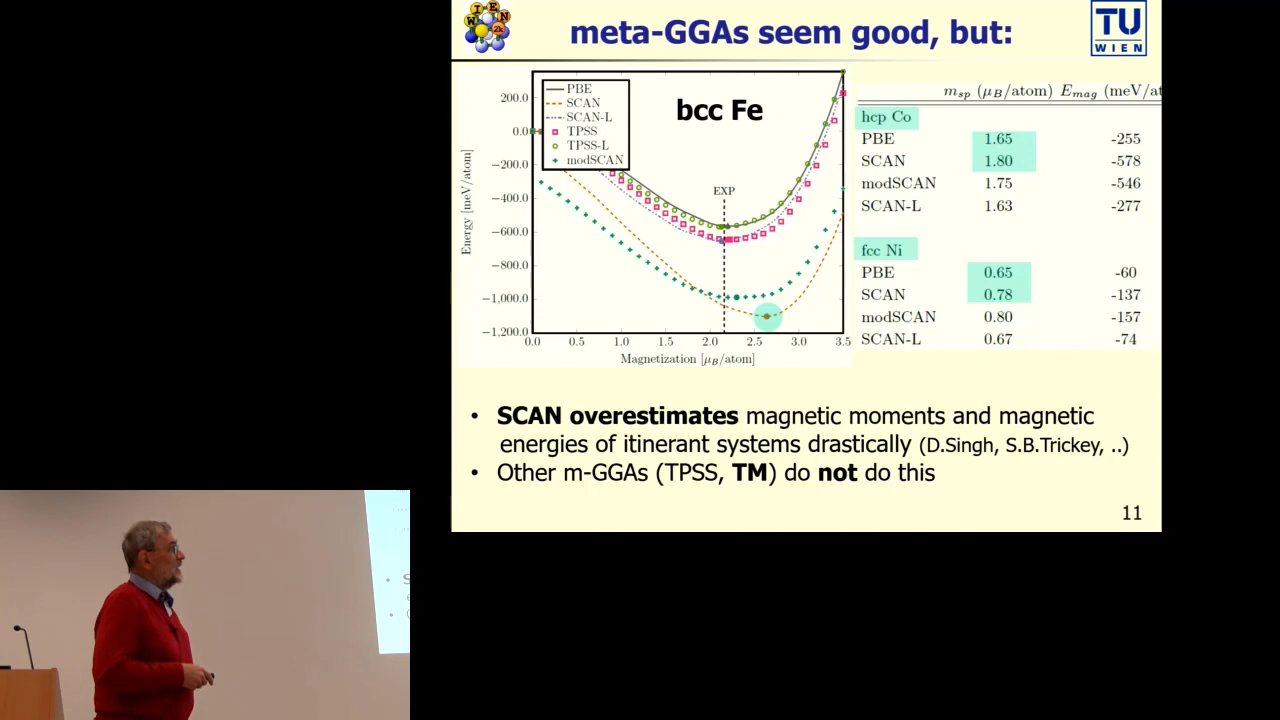 WIEN
2k
meta-GGAs seem good, but:
TU
WIEN
bcc Fe
PBE
SCAN
SCAN-L
TPSS
TPSS-L
modSCAN
EXP
Energy [meV/atom]
200.0
0.0
−200.0
−400.0
−600.0
−800.0
−1,000.0
−1,200.0
0.0 0.5 1.0 1.5 2.0 2.5 3.0 3.5
Magnetization [μB/atom]
msp (μB/atom) Emag (meV/at
hcp Co
PBE 1.65 -255
SCAN 1.80 -578
modSCAN 1.75 -546
SCAN-L 1.63 -277
fcc Ni
PBE 0.65 -60
SCAN 0.78 -137
modSCAN 0.80 -157
SCAN-L 0.67 -74
• SCAN overestimates magnetic moments and magnetic
energies of itinerant systems drastically (D.Singh, S.B.Trickey, ..)
• Other m-GGAs (TPSS, TM) do not do this
11